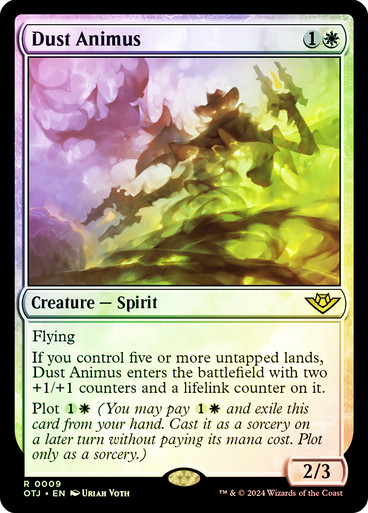 Dust Animus 1
Creature — Spirit
Flying
If you control five or more untapped lands,
Dust Animus enters the battlefield with two
+1/+1 counters and a lifelink counter on it.
Plot 1 (You may pay 1 and exile this
card from your hand. Cast it as a sorcery on
a later turn without paying its mana cost. Plot
only as a sorcery.)
2/3
R 0009
OTJ • EN Uriah Voth
™ & © 2024 Wizards of the Coast